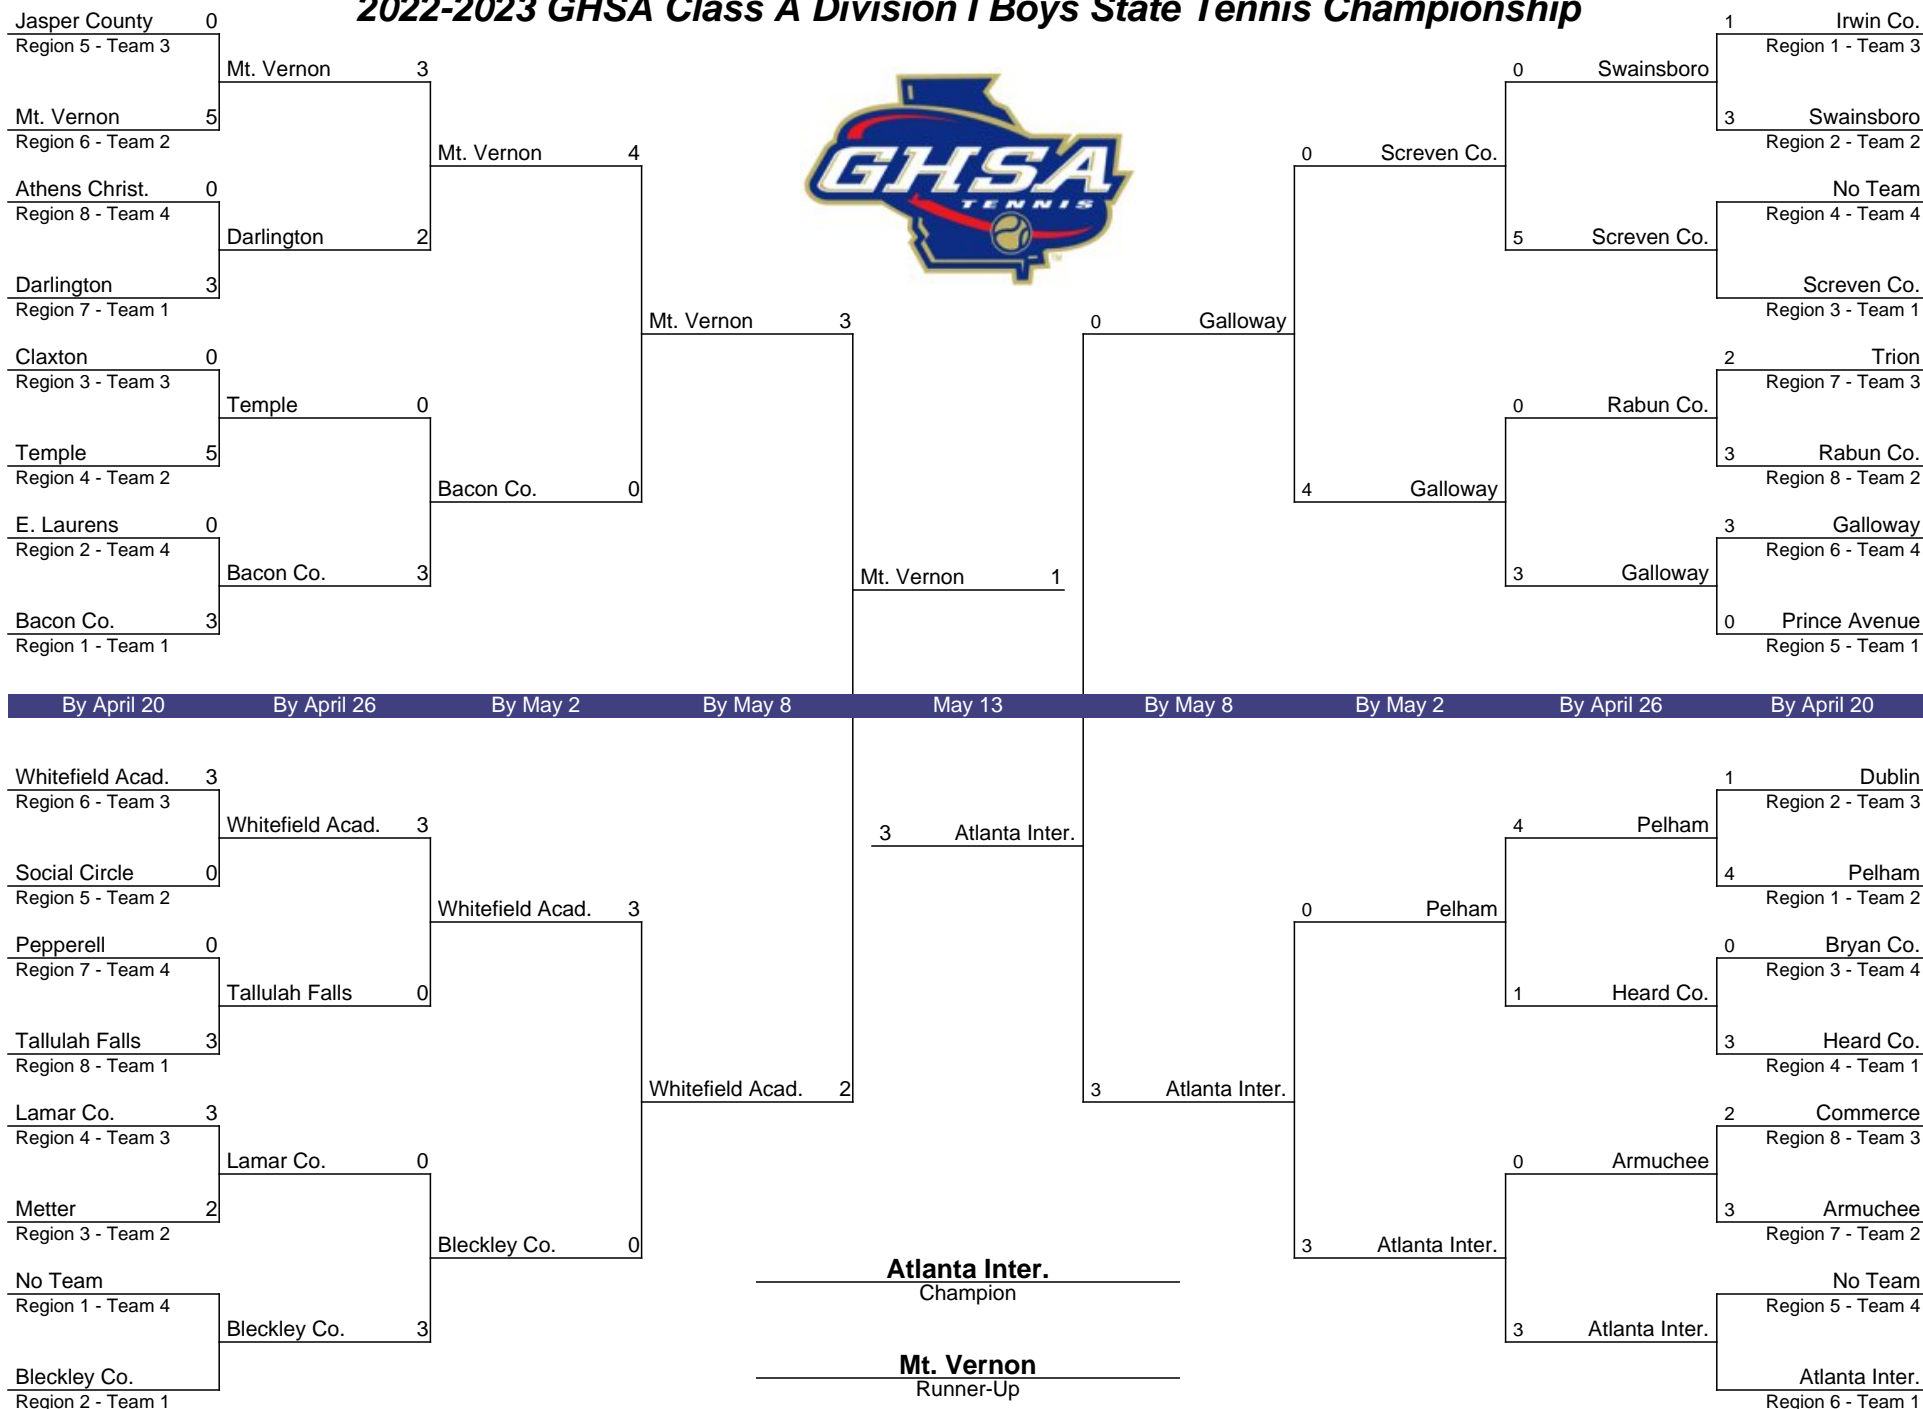 2022-2023 GHSA Class A Division I Boys State Tennis Championship
Jasper County 0
Region 5 - Team 3
Mt. Vernon 3
Mt. Vernon 5
Region 6 - Team 2
Mt. Vernon 4
Athens Christ. 0
Region 8 - Team 4
Darlington 2
Darlington 3
Region 7 - Team 1
Mt. Vernon 3
Claxton 0
Region 3 - Team 3
Temple 0
Temple 5
Region 4 - Team 2
Bacon Co. 0
E. Laurens 0
Region 2 - Team 4
Bacon Co. 3
Bacon Co. 3
Region 1 - Team 1
Mt. Vernon 1
GHSA
TENNIS
TM
1 Irwin Co.
Region 1 - Team 3
0 Swainsboro
3 Swainsboro
Region 2 - Team 2
0 Screven Co.
No Team
Region 4 - Team 4
5 Screven Co.
Screven Co.
Region 3 - Team 1
0 Galloway
2 Trion
Region 7 - Team 3
0 Rabun Co.
3 Rabun Co.
Region 8 - Team 2
4 Galloway
3 Galloway
Region 6 - Team 4
3 Galloway
0 Prince Avenue
Region 5 - Team 1
By April 20 By April 26 By May 2 By May 8 May 13 By May 8 By May 2 By April 26 By April 20
Whitefield Acad. 3
Region 6 - Team 3
Whitefield Acad. 3
Social Circle 0
Region 5 - Team 2
Whitefield Acad. 3
Pepperell 0
Region 7 - Team 4
Tallulah Falls 0
Tallulah Falls 3
Region 8 - Team 1
Whitefield Acad. 2
Lamar Co. 3
Region 4 - Team 3
Lamar Co. 0
Metter 2
Region 3 - Team 2
Bleckley Co. 0
No Team
Region 1 - Team 4
Bleckley Co. 3
Bleckley Co.
Region 2 - Team 1
3 Atlanta Inter.
1 Dublin
Region 2 - Team 3
4 Pelham
4 Pelham
Region 1 - Team 2
0 Pelham
0 Bryan Co.
Region 3 - Team 4
1 Heard Co.
3 Heard Co.
Region 4 - Team 1
3 Atlanta Inter.
2 Commerce
Region 8 - Team 3
0 Armuchee
3 Armuchee
Region 7 - Team 2
3 Atlanta Inter.
No Team
Region 5 - Team 4
3 Atlanta Inter.
Atlanta Inter.
Region 6 - Team 1
Atlanta Inter.
Champion
Mt. Vernon
Runner-Up